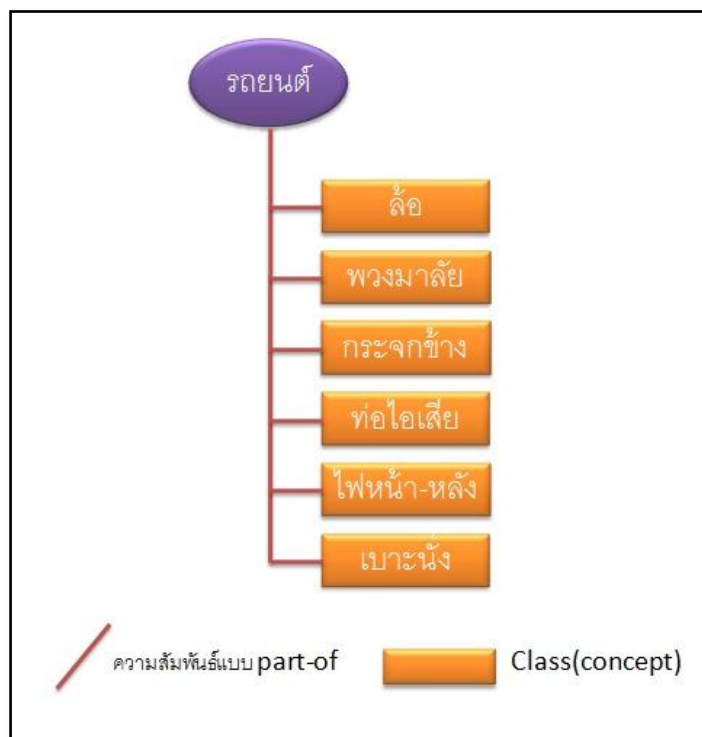 รถยนต์
ล้อ
พวงมาลัย
กระจกข้าง
ท่อไอเสีย
ไฟหน้า-หลัง
เบาะนั่ง
ความสัมพันธ์แบบ part-of
Class(concept)